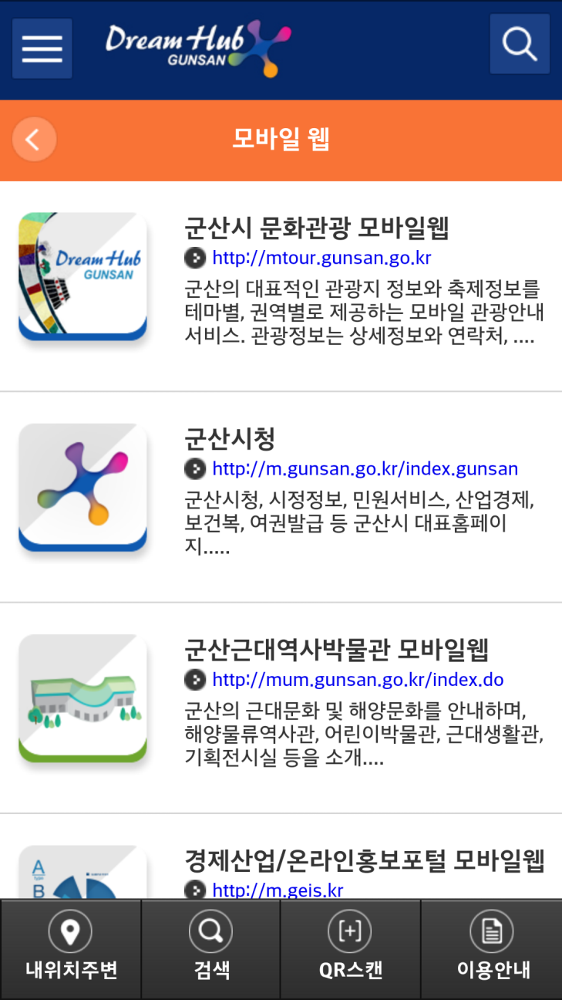 Dream Hub
GUNSAN
모바일 웹
Dream Hub
GUNSAN
군산시 문화관광 모바일웹
http://mtour.gunsan.go.kr
군산의 대표적인 관광지 정보와 축제정보를
테마별, 권역별로 제공하는 모바일 관광안내
서비스. 관광정보는 상세정보와 연락처, ....
군산시청
http://m.gunsan.go.kr/index.gunsan
군산시청, 시정정보, 민원서비스, 산업경제,
보건복, 여권발급 등 군산시 대표홈페이
지.....
군산근대역사박물관 모바일웹
http://mum.gunsan.go.kr/index.do
군산의 근대문화 및 해양문화를 안내하며,
해양물류역사관, 어린이박물관, 근대생활관,
기획전시실 등을 소개....
A
B
경제산업/온라인홍보포털 모바일웹
http://m.geis.kr
내위치주변
검색
QR스캔
이용안내